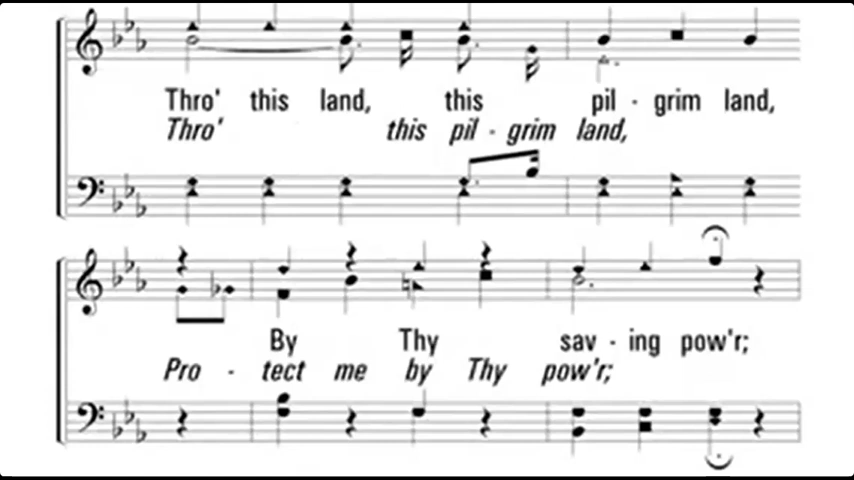 Thro' this land, this pil - grim land,
Thro' this pil - grim land,
By Thy sav - ing pow'r;
Pro - tect me by Thy pow'r;